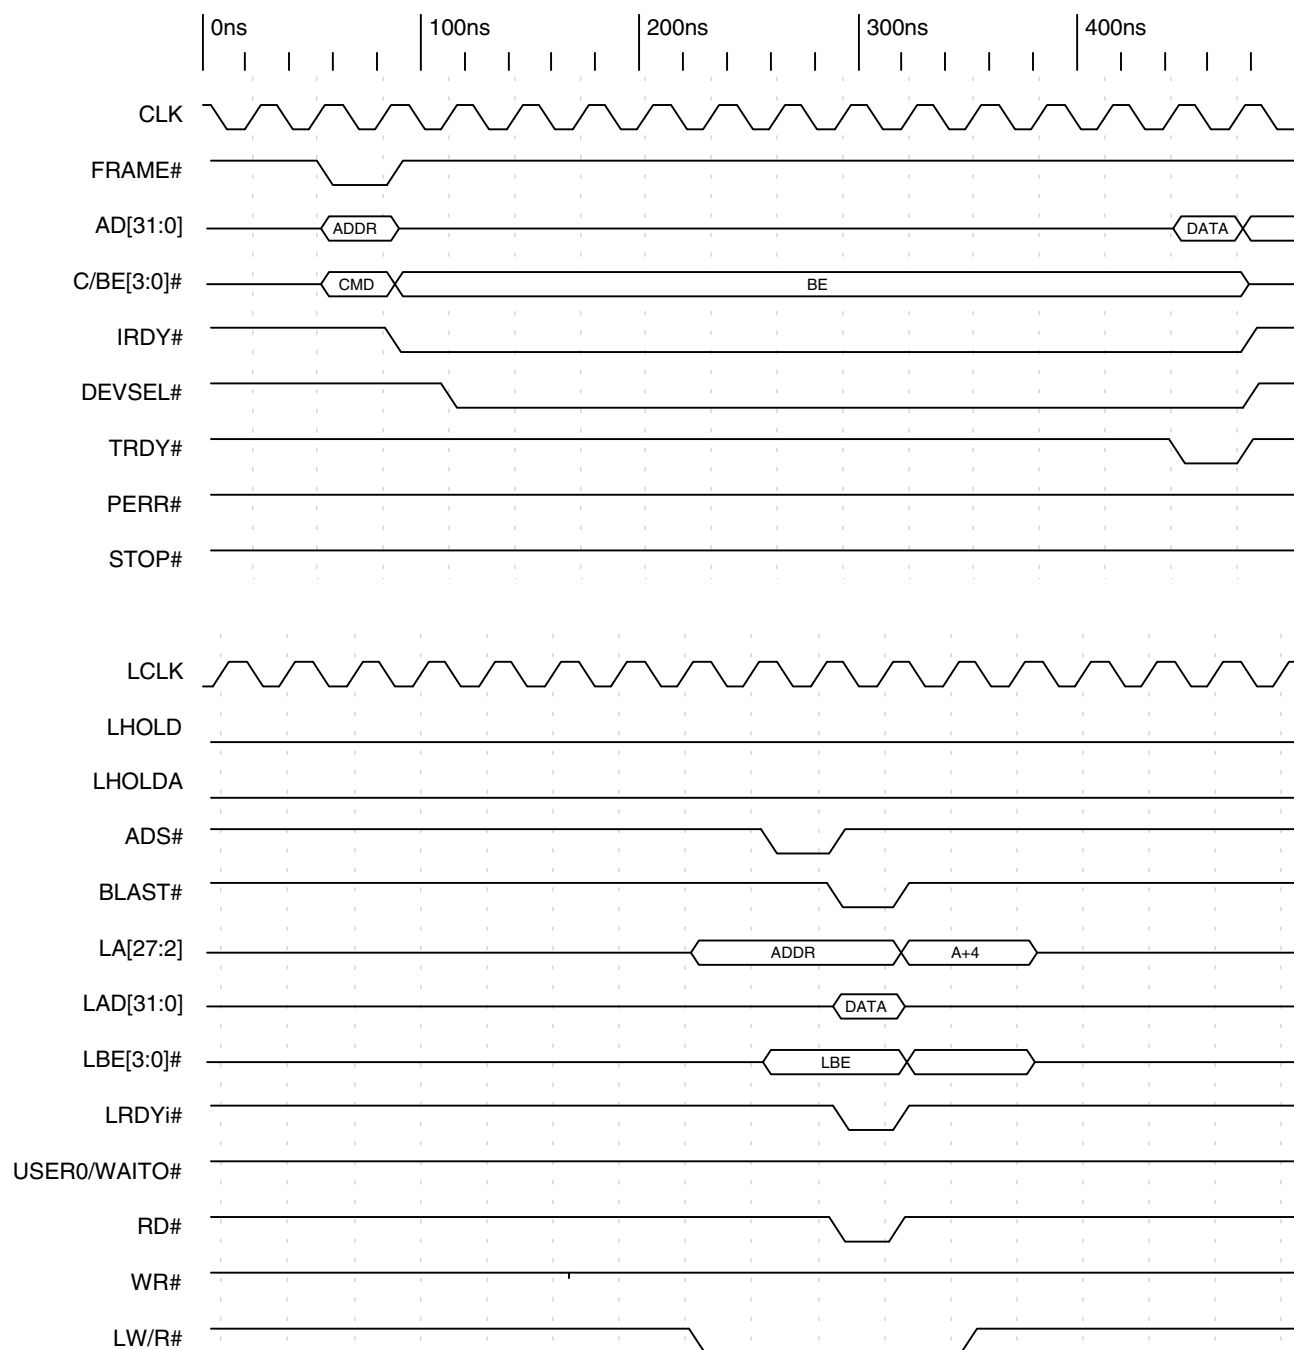 0ns 100ns 200ns 300ns 400ns
CLK
FRAME#
AD[31:0] ADDR DATA
C/BE[3:0]# CMD BE
IRDY#
DEVSEL#
TRDY#
PERR#
STOP#
LCLK
LHOLD
LHOLDA
ADS#
BLAST#
LA[27:2] ADDR A+4
LAD[31:0] DATA
LBE[3:0]# LBE
LRDYi#
USER0/WAITO#
RD#
WR#
LW/R#